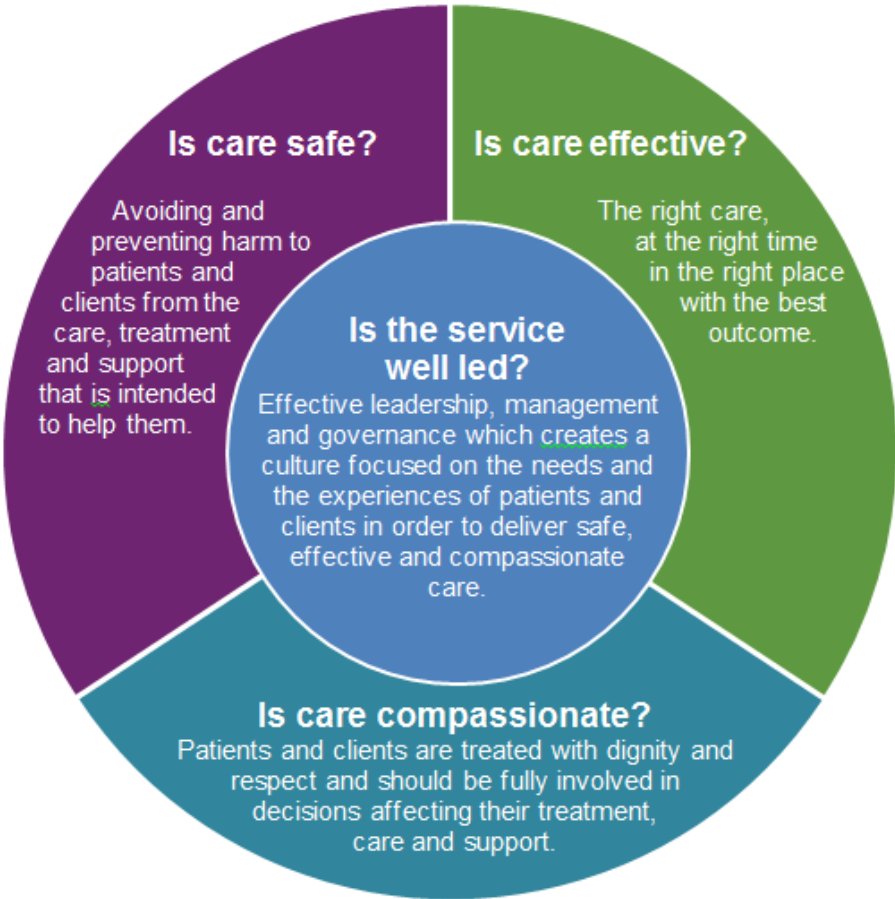 Is care safe?
Avoiding and
preventing harm to
patients and
clients from the
care, treatment
and support
that is intended
to help them.
Is care effective?
The right care,
at the right time
in the right place
with the best
outcome.
Is the service
well led?
Effective leadership, management
and governance which creates a
culture focused on the needs and
the experiences of patients and
clients in order to deliver safe,
effective and compassionate
care.
Is care compassionate?
Patients and clients are treated with dignity and
respect and should be fully involved in
decisions affecting their treatment,
care and support.